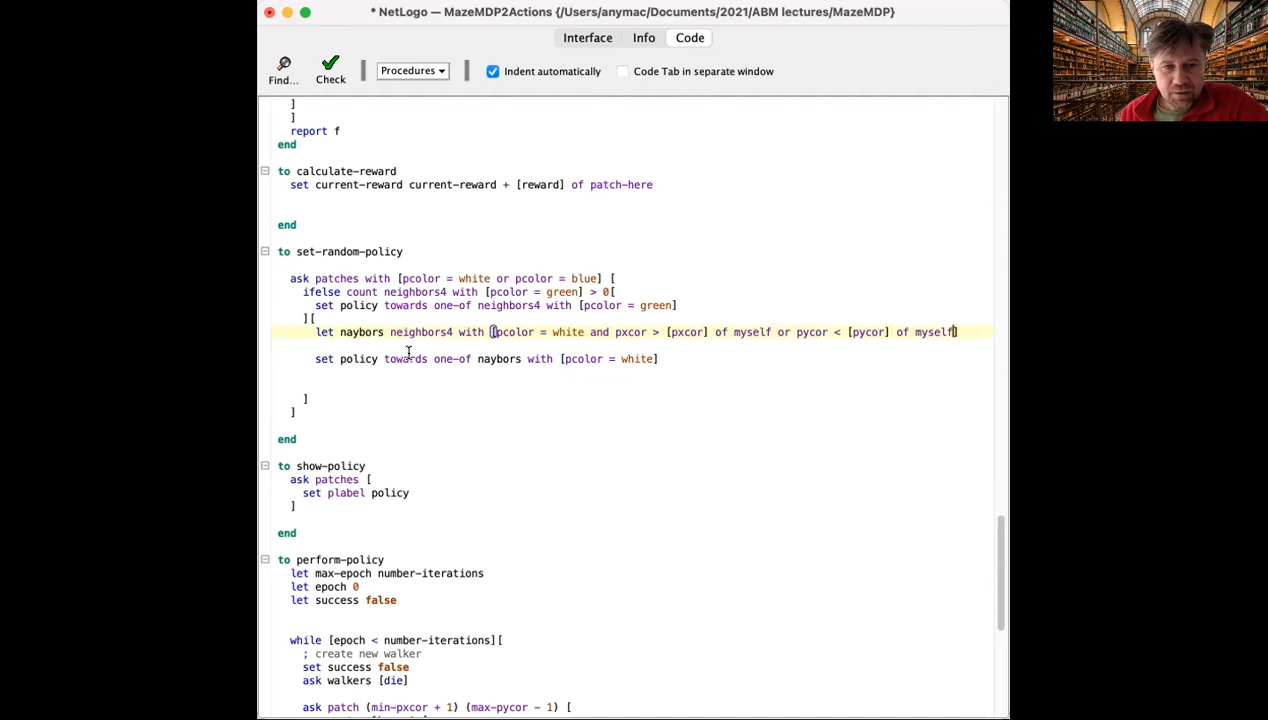 * NetLogo — MazeMDP2Actions {/Users/anymac/Documents/2021/ABM lectures/MazeMDP}
Interface Info Code
Find... Check Procedures Indent automatically Code Tab in separate window
]
]
report f
end
to calculate-reward
set current-reward current-reward + [reward] of patch-here
end
to set-random-policy
ask patches with [pcolor = white or pcolor = blue] [
ifelse count neighbors4 with [pcolor = green] > 0[
set policy towards one-of neighbors4 with [pcolor = green]
][
let naybors neighbors4 with [pcolor = white and pxcor > [pxcor] of myself or pycor < [pycor] of myself]
set policy towards one-of naybors with [pcolor = white]
]
]
end
to show-policy
ask patches [
set plabel policy
]
end
to perform-policy
let max-epoch number-iterations
let epoch 0
let success false
while [epoch < number-iterations][
; create new walker
set success false
ask walkers [die]
ask patch (min-pxcor + 1) (max-pycor - 1) [